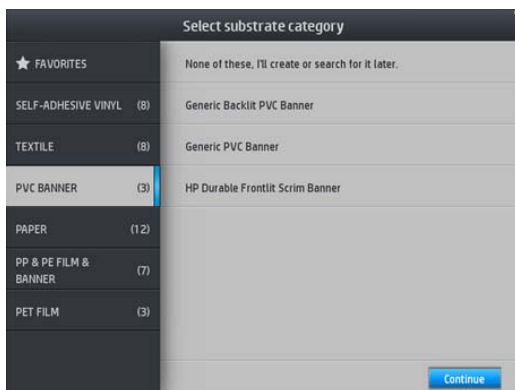 Select substrate category
FAVORITES
None of these, I'll create or search for it later.
SELF-ADHESIVE VINYL (8)
Generic Backlit PVC Banner
TEXTILE (8)
Generic PVC Banner
PVC BANNER (3)
HP Durable Frontlit Scrim Banner
PAPER (12)
PP & PE FILM &
BANNER (7)
PET FILM (3)
Continue